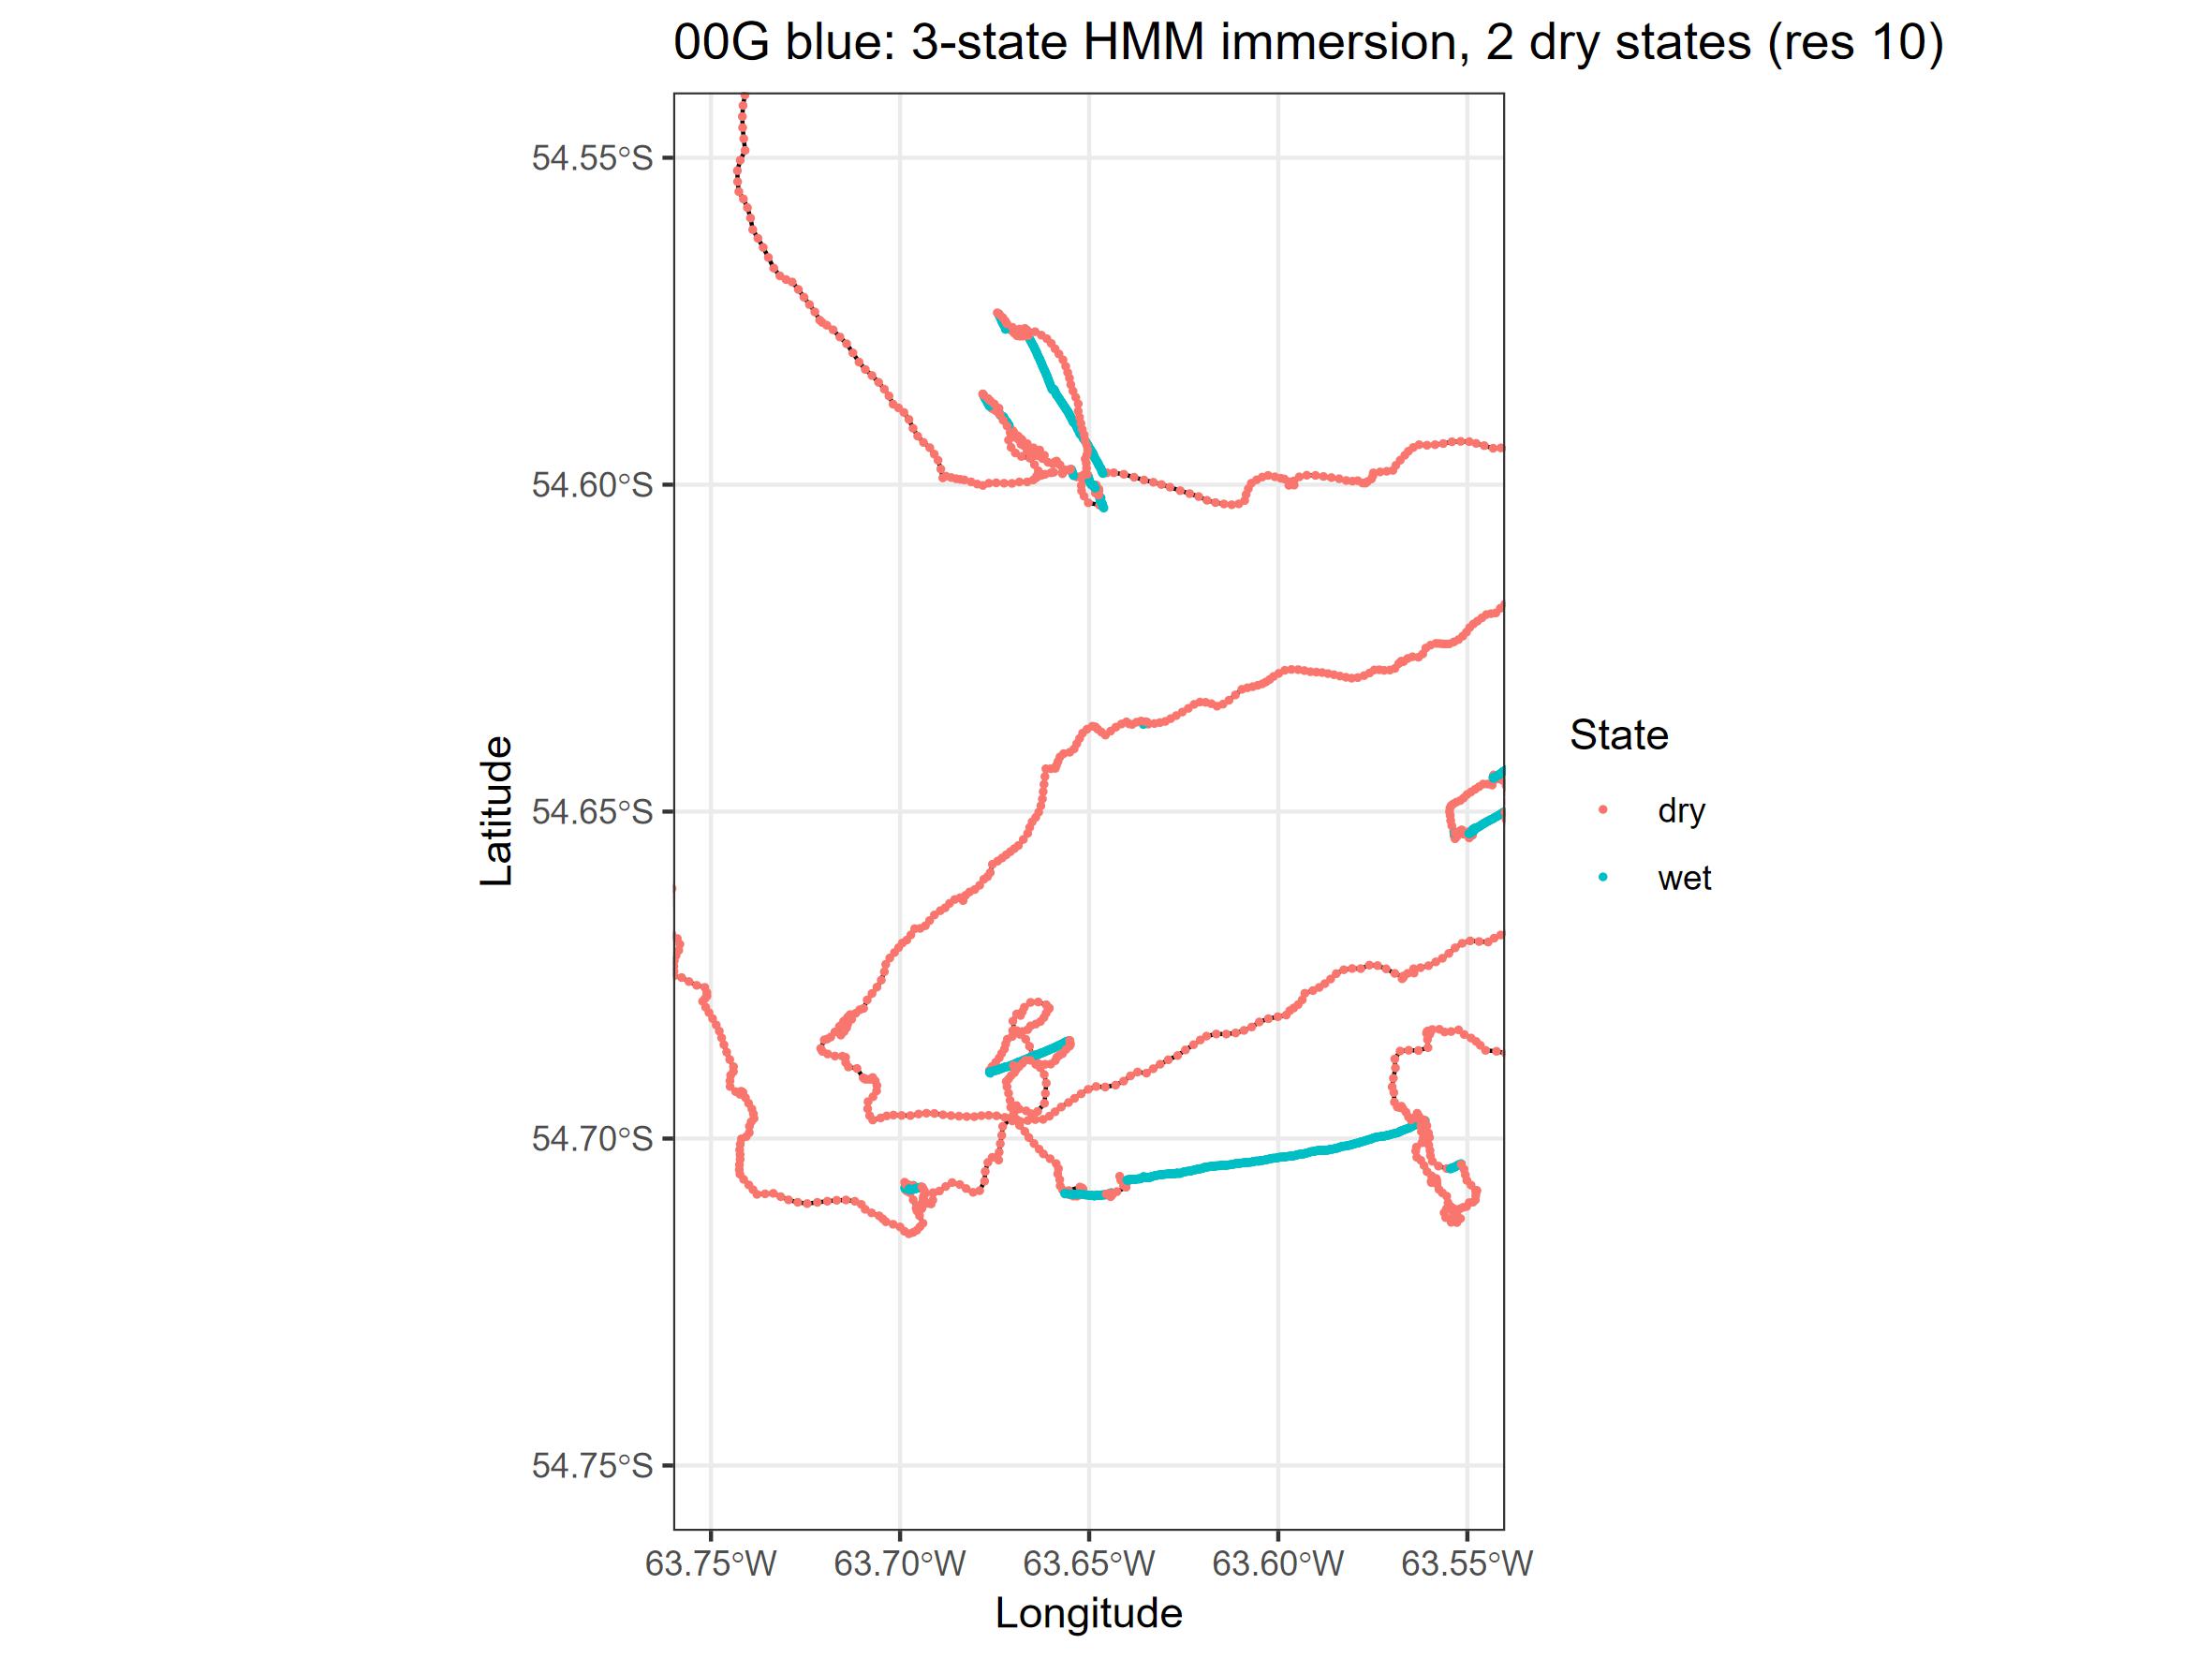 00G blue: 3-state HMM immersion, 2 dry states (res 10)
54.55°S
54.60°S
54.65°S
54.70°S
54.75°S
Latitude
63.75°W 63.70°W 63.65°W 63.60°W 63.55°W
Longitude
State
dry
wet